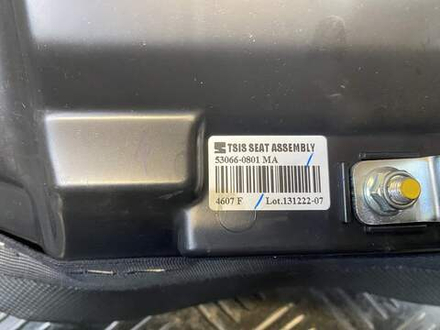 TSIS SEAT ASSEMBLY
53066-0801 MA
4607 F Lot.131222-07